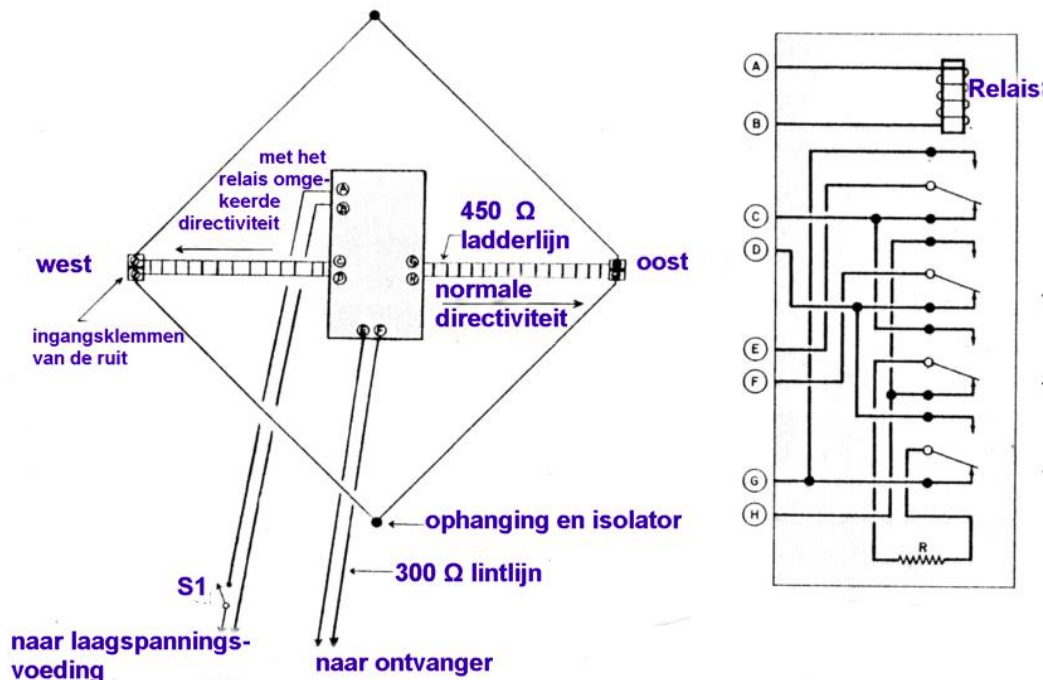 met het
relais omge-
keerde
directiviteit
450 Ω
ladderlijn
west
oost
normale
directiviteit
ingangsklemmen
van de ruit
ophanging en isolator
300 Ω lintlijn
S1
naar laagspannings-
voeding
naar ontvanger
A
B
C
D
G
H
E
F
Relais
A
B
C
D
E
F
G
H
R